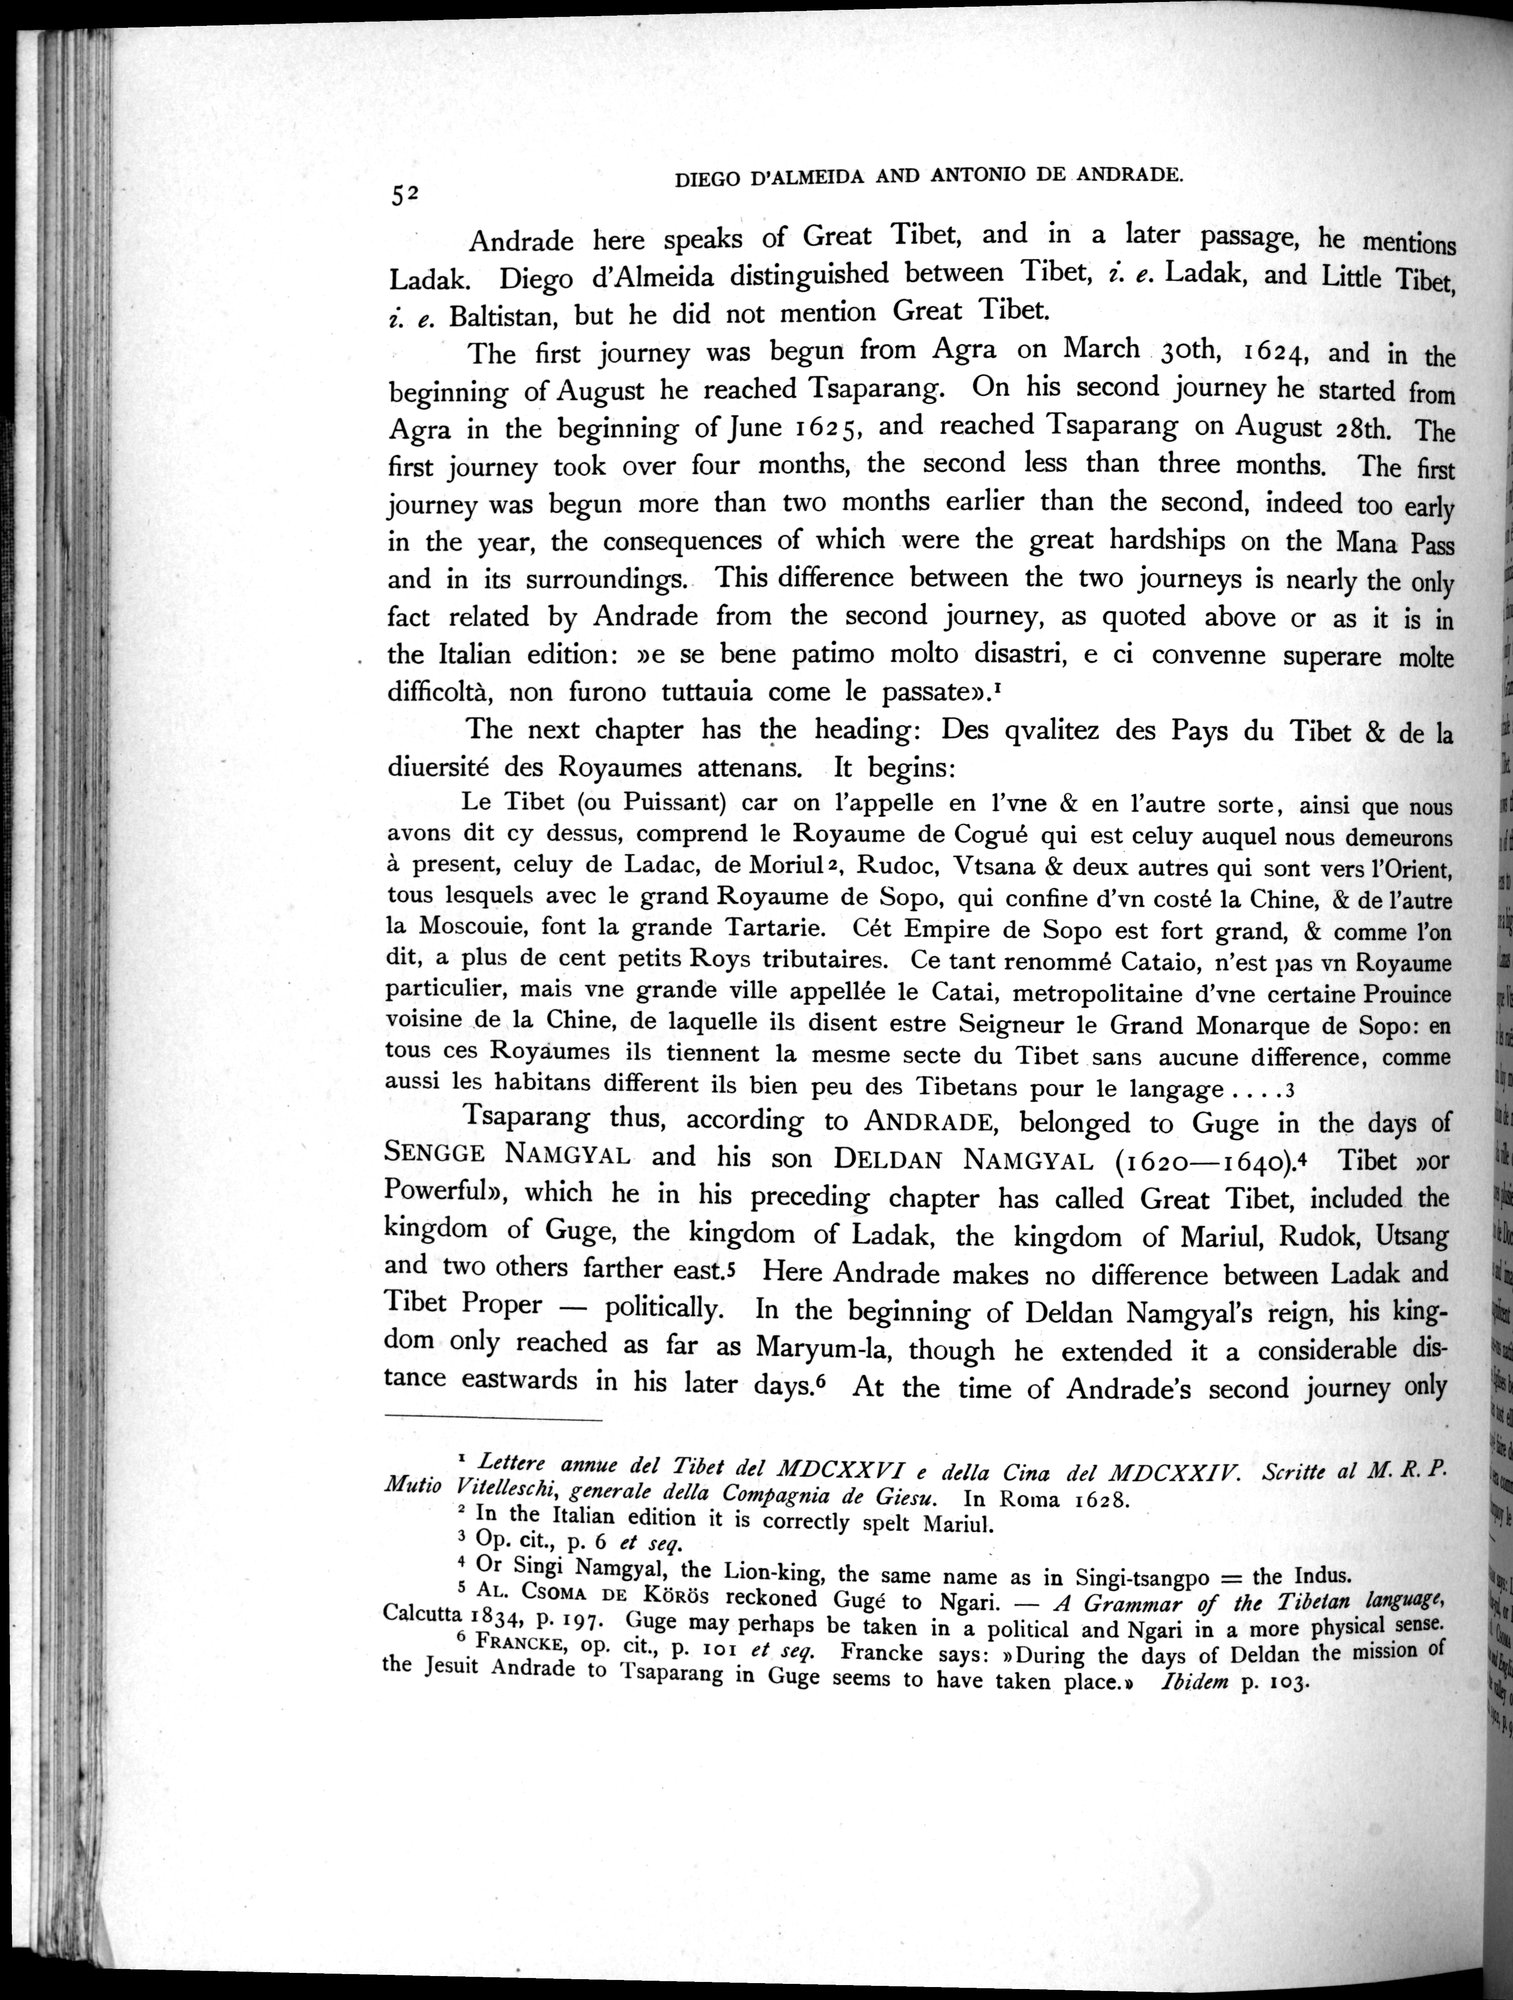 52
DIEGO D'ALMEIDA AND ANTONIO DE ANDRADE.
Andrade here speaks of Great Tibet, and in a later passage, he mentions
Ladak. Diego d'Almeida distinguished between Tibet, i. e. Ladak, and Little Tibet,
i. e. Baltistan, but he did not mention Great Tibet.
The first journey was begun from Agra on March 30th, 1624, and in the
beginning of August he reached Tsaparang. On his second journey he started from
Agra in the beginning of June 1625, and reached Tsaparang on August 28th. The
first journey took over four months, the second less than three months. The first
journey was begun more than two months earlier than the second, indeed too early
in the year, the consequences of which were the great hardships on the Mana Pass
and in its surroundings. This difference between the two journeys is nearly the only
fact related by Andrade from the second journey, as quoted above or as it is in
the Italian edition: »e se bene patimo molto disastri, e ci convenne superare molte
difficoltà, non furono tuttauia come le passate».¹
The next chapter has the heading: Des qvalitez des Pays du Tibet & de la
diuersité des Royaumes attenans. It begins:
Le Tibet (ou Puissant) car on l'appelle en l'vne & en l'autre sorte, ainsi que nous
avons dit cy dessus, comprend le Royaume de Cogué qui est celuy auquel nous demeurons
à present, celuy de Ladac, de Moriul², Rudoc, Vtsana & deux autres qui sont vers l'Orient,
tous lesquels avec le grand Royaume de Sopo, qui confine d'vn costé la Chine, & de l'autre
la Moscouie, font la grande Tartarie. Cét Empire de Sopo est fort grand, & comme l'on
dit, a plus de cent petits Roys tributaires. Ce tant renommé Cataio, n'est pas vn Royaume
particulier, mais vne grande ville appellée le Catai, metropolitaine d'vne certaine Prouince
voisine de la Chine, de laquelle ils disent estre Seigneur le Grand Monarque de Sopo: en
tous ces Royaumes ils tiennent la mesme secte du Tibet sans aucune difference, comme
aussi les habitans different ils bien peu des Tibetans pour le langage . . . .³
Tsaparang thus, according to ANDRADE, belonged to Guge in the days of
SENGGE NAMGYAL and his son DELDAN NAMGYAL (1620—1640).⁴ Tibet »or
Powerful», which he in his preceding chapter has called Great Tibet, included the
kingdom of Guge, the kingdom of Ladak, the kingdom of Mariul, Rudok, Utsang
and two others farther east.⁵ Here Andrade makes no difference between Ladak and
Tibet Proper — politically. In the beginning of Deldan Namgyal's reign, his king-
dom only reached as far as Maryum-la, though he extended it a considerable dis-
tance eastwards in his later days.⁶ At the time of Andrade's second journey only
¹ Lettere annue del Tibet del MDCXXVI e della Cina del MDCXXIV. Scritte al M. R. P.
Mutio Vitelleschi, generale della Compagnia de Giesu. In Roma 1628.
² In the Italian edition it is correctly spelt Mariul.
³ Op. cit., p. 6 et seq.
⁴ Or Singi Namgyal, the Lion-king, the same name as in Singi-tsangpo = the Indus.
⁵ AL. CSOMA DE KÖRÖS reckoned Gugé to Ngari. — A Grammar of the Tibetan language,
Calcutta 1834, p. 197. Guge may perhaps be taken in a political and Ngari in a more physical sense.
⁶ FRANCKE, op. cit., p. 101 et seq. Francke says: »During the days of Deldan the mission of
the Jesuit Andrade to Tsaparang in Guge seems to have taken place.» Ibidem p. 103.